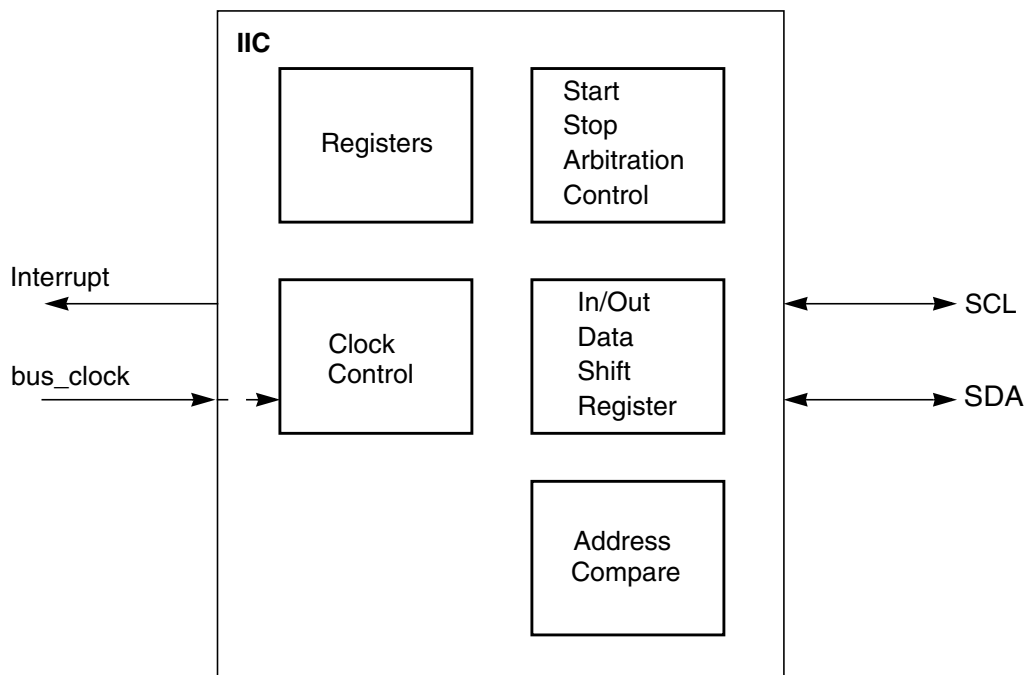 IIC
Registers
Start
Stop
Arbitration
Control
Interrupt
bus_clock
Clock
Control
In/Out
Data
Shift
Register
SCL
SDA
Address
Compare